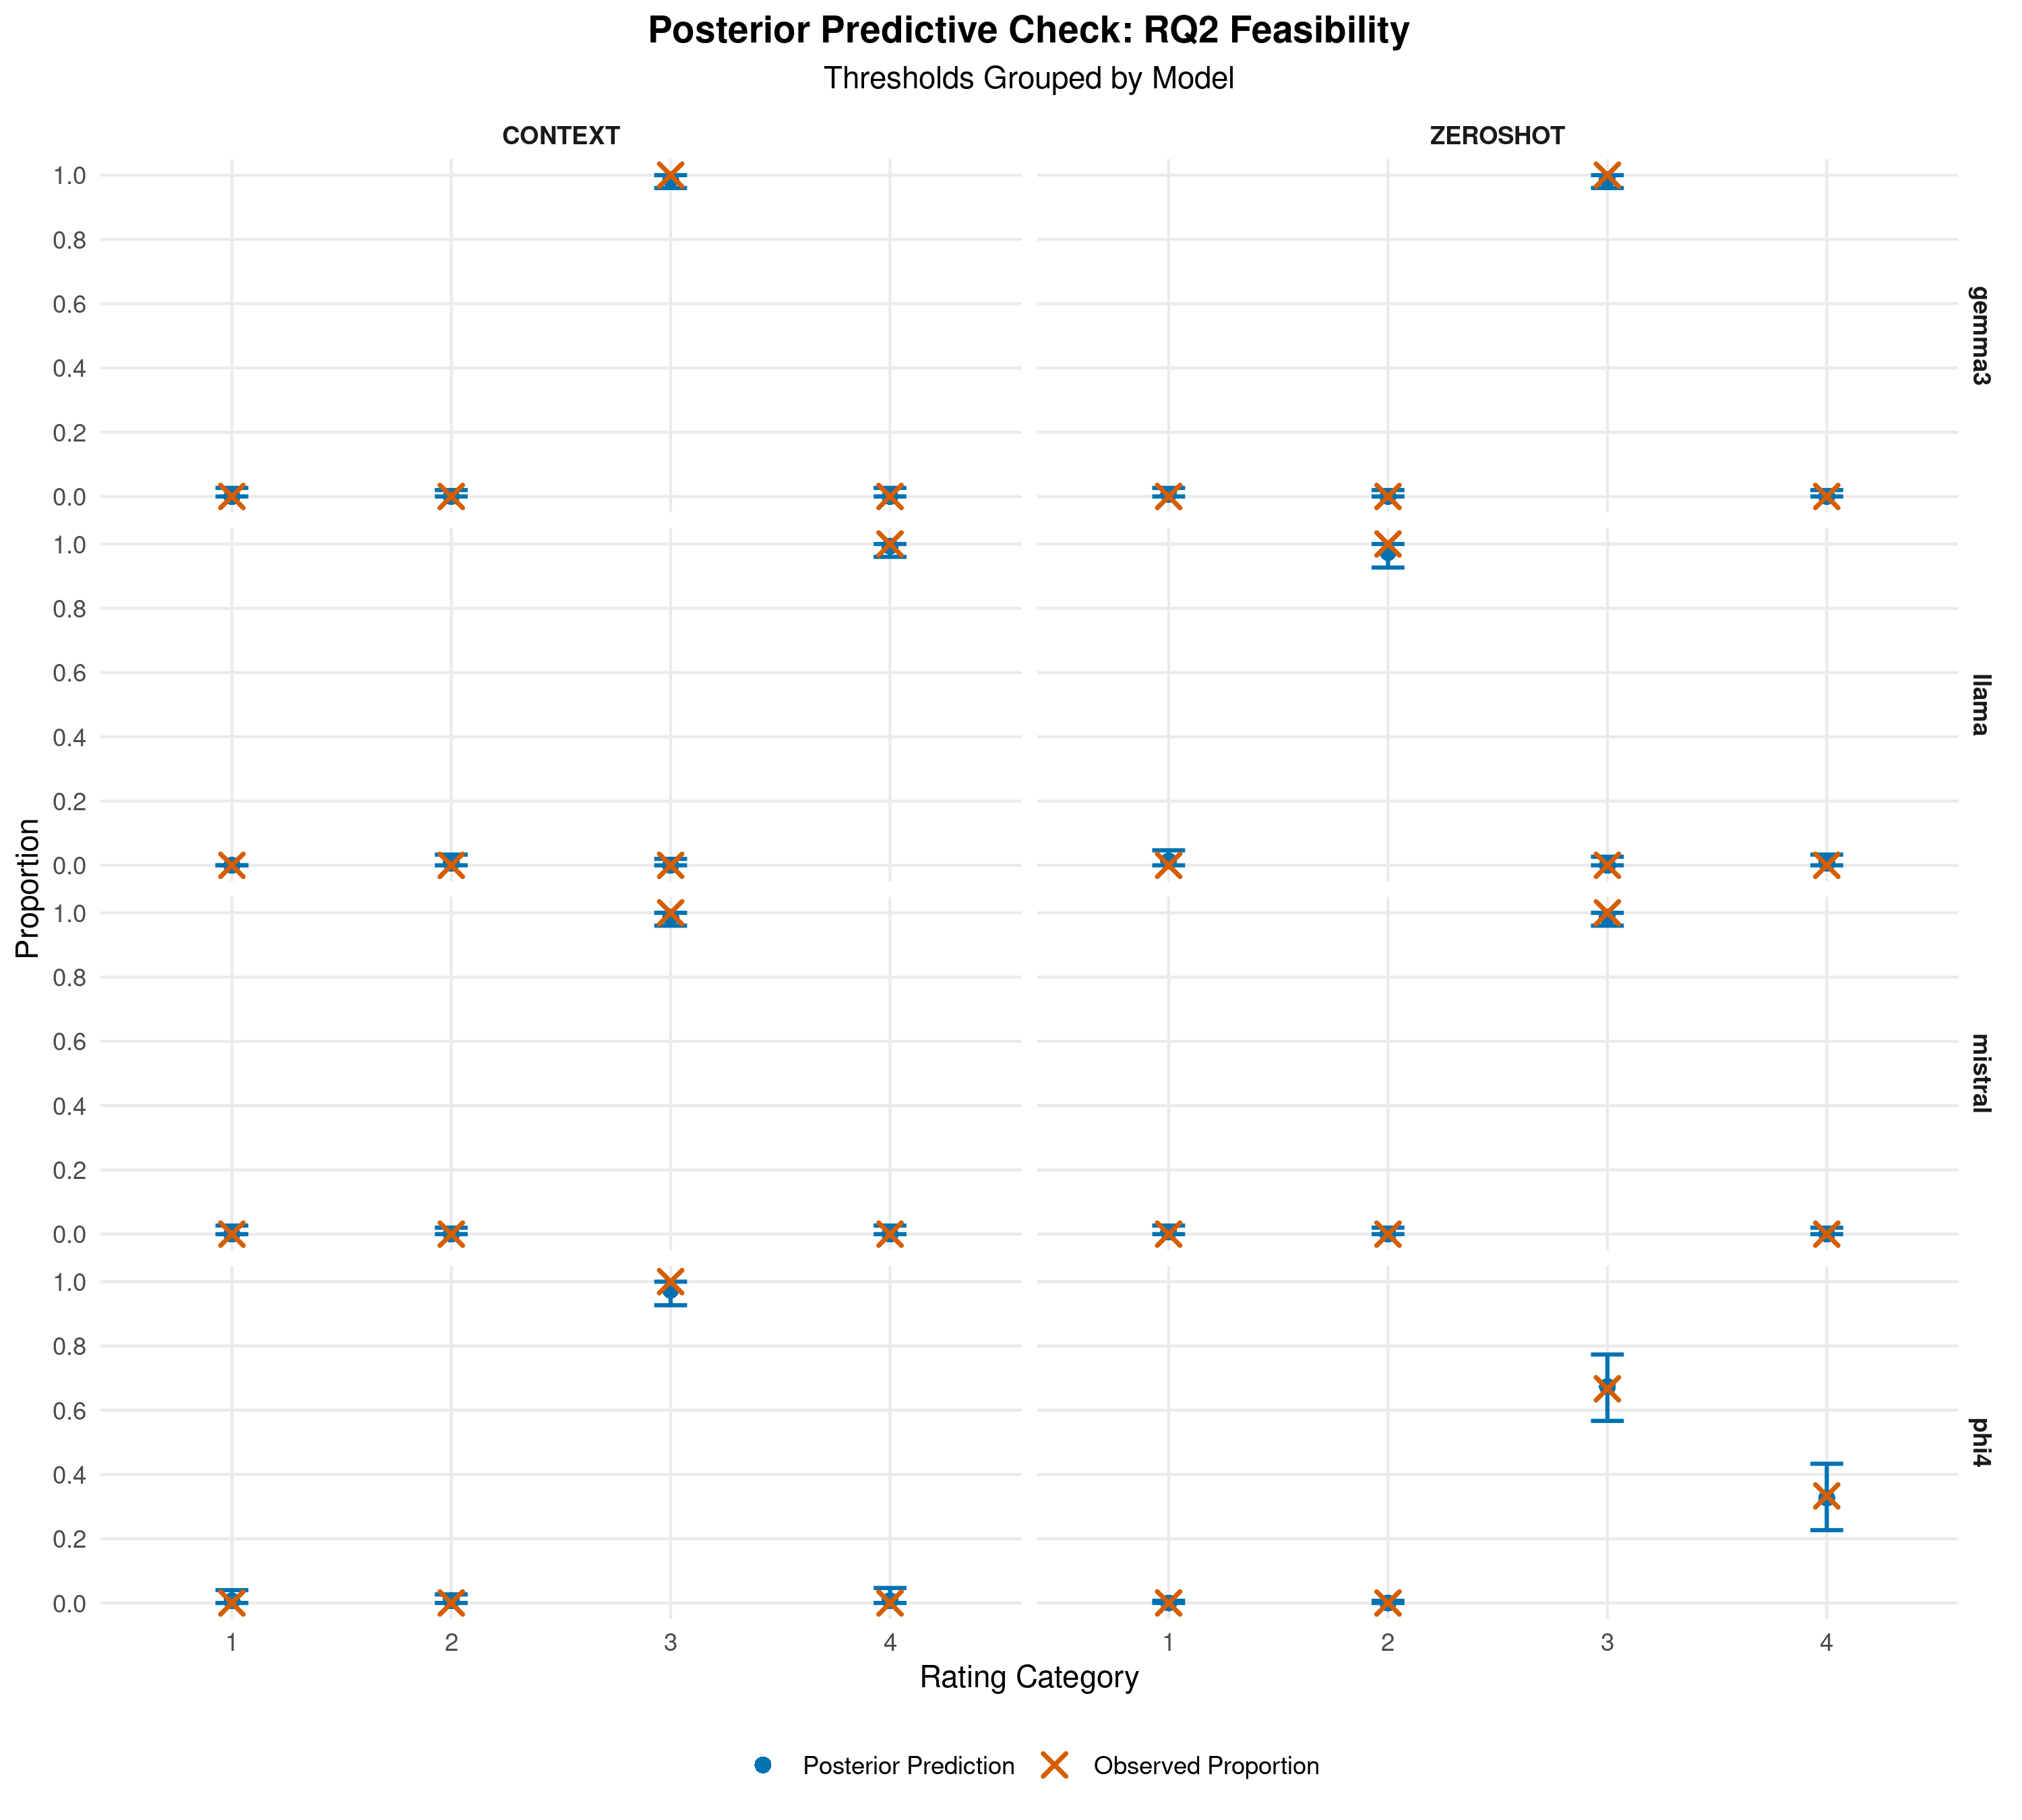 Posterior Predictive Check: RQ2 Feasibility
Thresholds Grouped by Model
CONTEXT
ZEROSHOT
1.0
0.8
0.6
0.4
0.2
0.0
gemma3
1.0
0.8
0.6
0.4
0.2
0.0
llama
1.0
0.8
0.6
0.4
0.2
0.0
mistral
1.0
0.8
0.6
0.4
0.2
0.0
phi4
Proportion
1 2 3 4 1 2 3 4
Rating Category
Posterior Prediction Observed Proportion